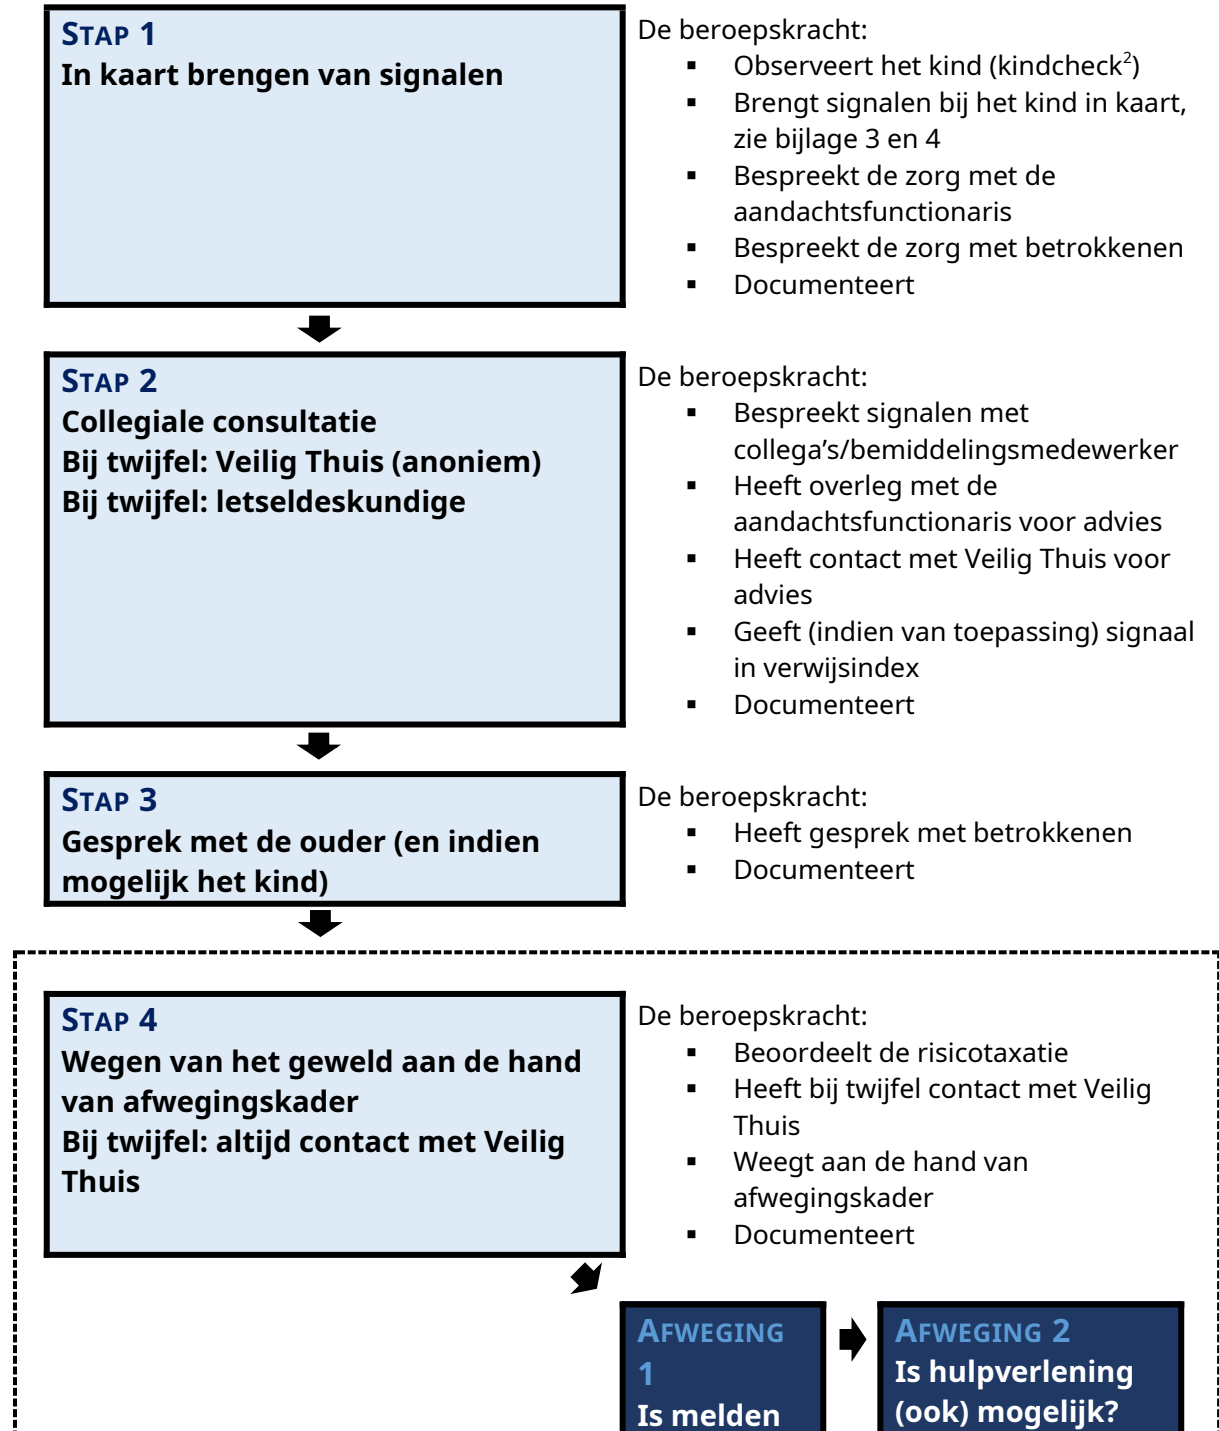 STAP 1
In kaart brengen van signalen
De beroepskracht:
▪ Observeert het kind (kindcheck2)
▪ Brengt signalen bij het kind in kaart,
zie bijlage 3 en 4
▪ Bespreekt de zorg met de
aandachtsfunctionaris
▪ Bespreekt de zorg met betrokkenen
▪ Documenteert
STAP 2
Collegiale consultatie
Bij twijfel: Veilig Thuis (anoniem)
Bij twijfel: letseldeskundige
De beroepskracht:
▪ Bespreekt signalen met
collega’s/bemiddelingsmedewerker
▪ Heeft overleg met de
aandachtsfunctionaris voor advies
▪ Heeft contact met Veilig Thuis voor
advies
▪ Geeft (indien van toepassing) signaal
in verwijsindex
▪ Documenteert
STAP 3
Gesprek met de ouder (en indien
mogelijk het kind)
De beroepskracht:
▪ Heeft gesprek met betrokkenen
▪ Documenteert
STAP 4
Wegen van het geweld aan de hand
van afwegingskader
Bij twijfel: altijd contact met Veilig
Thuis
De beroepskracht:
▪ Beoordeelt de risicotaxatie
▪ Heeft bij twijfel contact met Veilig
Thuis
▪ Weegt aan de hand van
afwegingskader
▪ Documenteert
AFWEGING
1
Is melden
AFWEGING 2
Is hulpverlening
(ook) mogelijk?